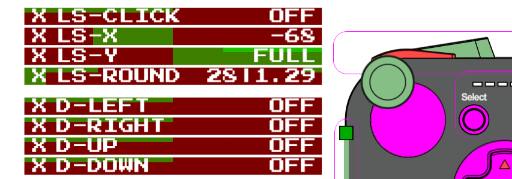 X LS-CLICK OFF
X LS-X -68
X LS-Y FULL
X LS-ROUND 28|1.29
X D-LEFT OFF
X D-RIGHT OFF
X D-UP OFF
X D-DOWN OFF
Select